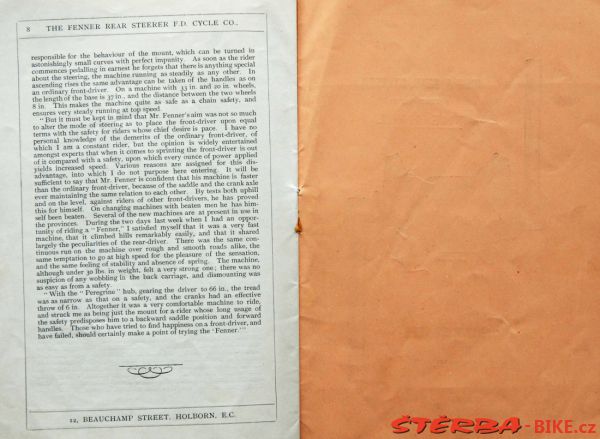 8 THE FENNER REAR STEERER F.D. CYCLE CO.,
responsible for the behaviour of the mount, which can be turned in
astonishingly small curves with perfect impunity. As soon as the rider
commences pedalling in earnest he forgets that there is anything special
about the steering, the machine running as steadily as any other. In
ascending rises the same advantage can be taken of the handles as on
an ordinary front-driver. On a machine with 33 in. and 20 in. wheels,
the length of the base is 37 in., and the distance between the two wheels
8 in. This makes the machine quite as safe as a chain safety, and
ensures very steady running at top speed.
"But it must be kept in mind that Mr. Fenner's aim was not so much
to alter the mode of steering as to place the front-driver upon equal
terms with the safety for riders whose chief desire is pace. I have no
personal knowledge of the demerits of the ordinary front-driver, of
which I am a constant rider, but the opinion is widely entertained
amongst experts that when it comes to sprinting the front-driver is out
of it compared with a safety, upon which every ounce of power applied
yields increased speed. Various reasons are assigned for this dis-
advantage, into which I do not purpose here entering. It will be
sufficient to say that Mr. Fenner is confident that his machine is faster
than the ordinary front-driver, because of the saddle and the crank axle
ever maintaining the same relation to each other. By tests both uphill
and on the level, against riders of other front-drivers, he has proved
this for himself. On changing machines with beaten men he has him-
self been beaten. Several of the new machines are at present in use in
the provinces. During the two days last week when I had an oppor-
tunity of riding a "Fenner," I satisfied myself that it was a very fast
machine, that it climbed hills remarkably easily, and that it shared
largely the peculiarities of the rear-driver. There was the same con-
tinuous run on the machine over rough and smooth roads alike, the
same temptation to go at high speed for the pleasure of the sensation,
and the same feeling of stability and absence of spring. The machine,
although under 30 lbs. in weight, felt a very strong one; there was no
suspicion of any wobbling in the back carriage, and dismounting was
as easy as from a safety.
"With the "Peregrine" hub, gearing the driver to 66 in., the tread
was as narrow as that on a safety, and the cranks had an effective
throw of 6 in. Altogether it was a very comfortable machine to ride,
and struck me as being just the mount for a rider whose long usage of
the safety predisposes him to a backward saddle position and forward
handles. Those who have tried to find happiness on a front-driver, and
have failed, should certainly make a point of trying the 'Fenner.'"
12, BEAUCHAMP STREET, HOLBORN, E.C.
ŠTĚRBA-BIKE.cz